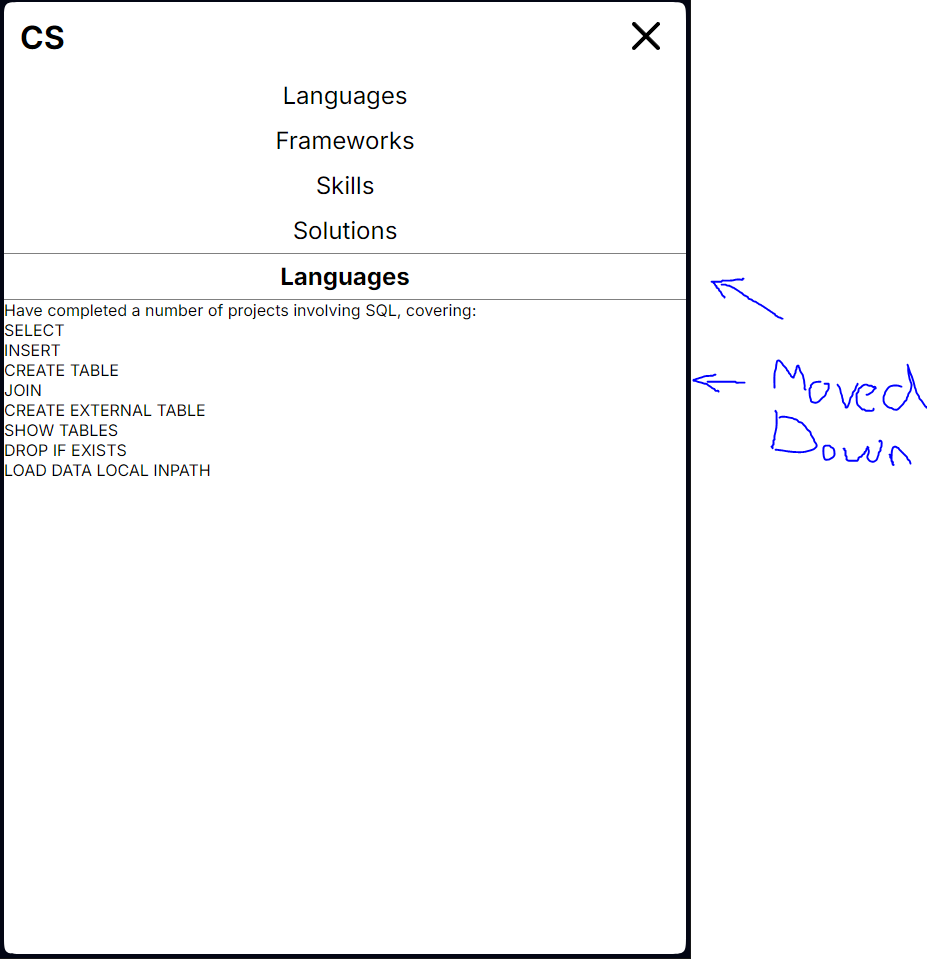 CS
Languages
Frameworks
Skills
Solutions
Languages
Have completed a number of projects involving SQL, covering:
SELECT
INSERT
CREATE TABLE
JOIN
CREATE EXTERNAL TABLE
SHOW TABLES
DROP IF EXISTS
LOAD DATA LOCAL INPATH
Moved
Down